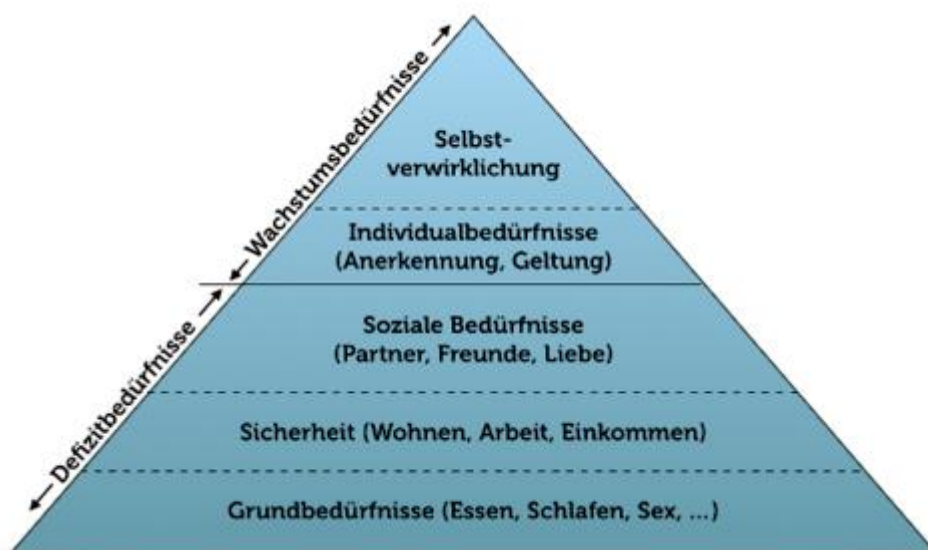 Wachstumsbedürfnisse
Defizitbedürfnisse
Selbst-
verwirklichung
Individualbedürfnisse
(Anerkennung, Geltung)
Soziale Bedürfnisse
(Partner, Freunde, Liebe)
Sicherheit (Wohnen, Arbeit, Einkommen)
Grundbedürfnisse (Essen, Schlafen, Sex, ...)